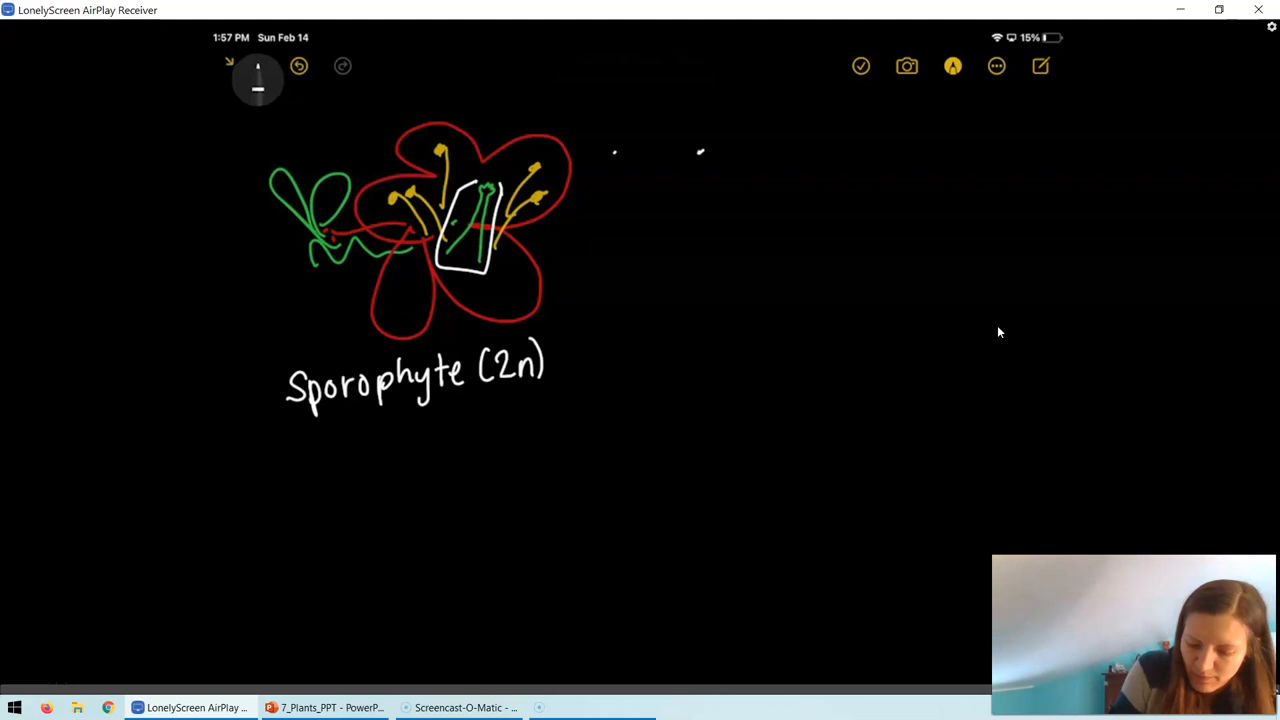 LonelyScreen AirPlay Receiver
1:57 PM Sun Feb 14
15%
Sporophyte (2n)
LonelyScreen AirPlay ...
7_Plants_PPT - PowerP...
Screencast-O-Matic - ...